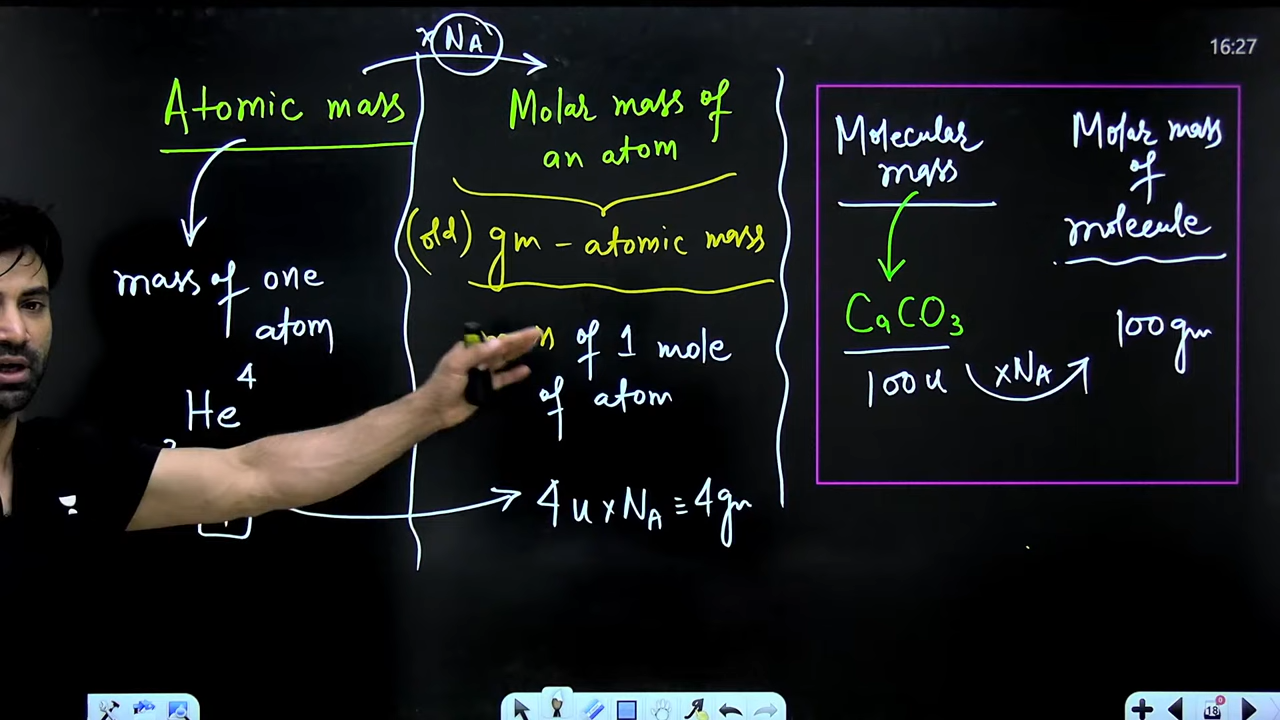 16:27
×NA
Atomic mass
mass of one
atom
He 4
Molar mass of
an atom
(old) gm - atomic mass
of 1 mole
of atom
4u × NA ≡ 4gm
Molecular
mass
CaCO3
100u
×NA
Molar mass
of
molecule
100gm
18